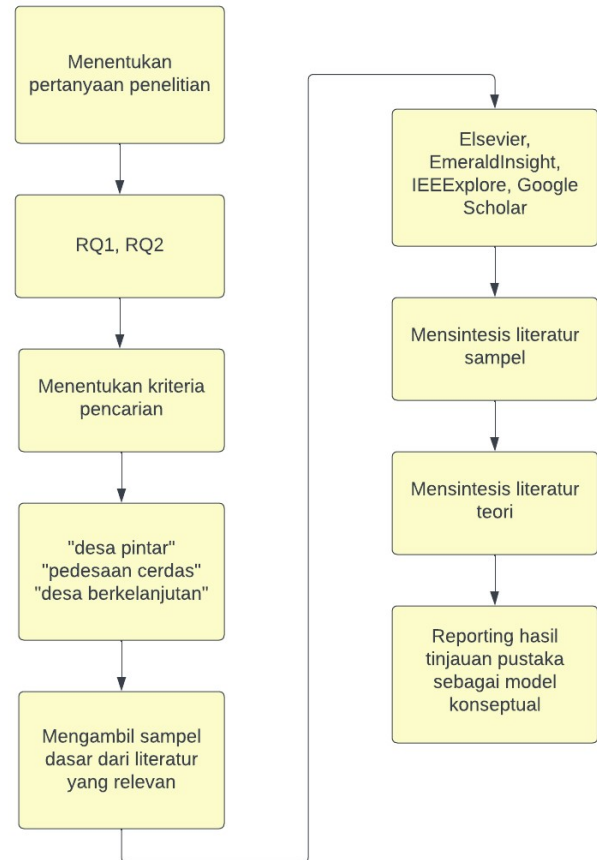 Menentukan
pertanyaan penelitian
RQ1, RQ2
Menentukan kriteria
pencarian
"desa pintar"
"pedesaan cerdas"
"desa berkelanjutan"
Mengambil sampel
dasar dari literatur
yang relevan
Elsevier,
EmeraldInsight,
IEEExplore, Google
Scholar
Mensintesis literatur
sampel
Mensintesis literatur
teori
Reporting hasil
tinjauan pustaka
sebagai model
konseptual